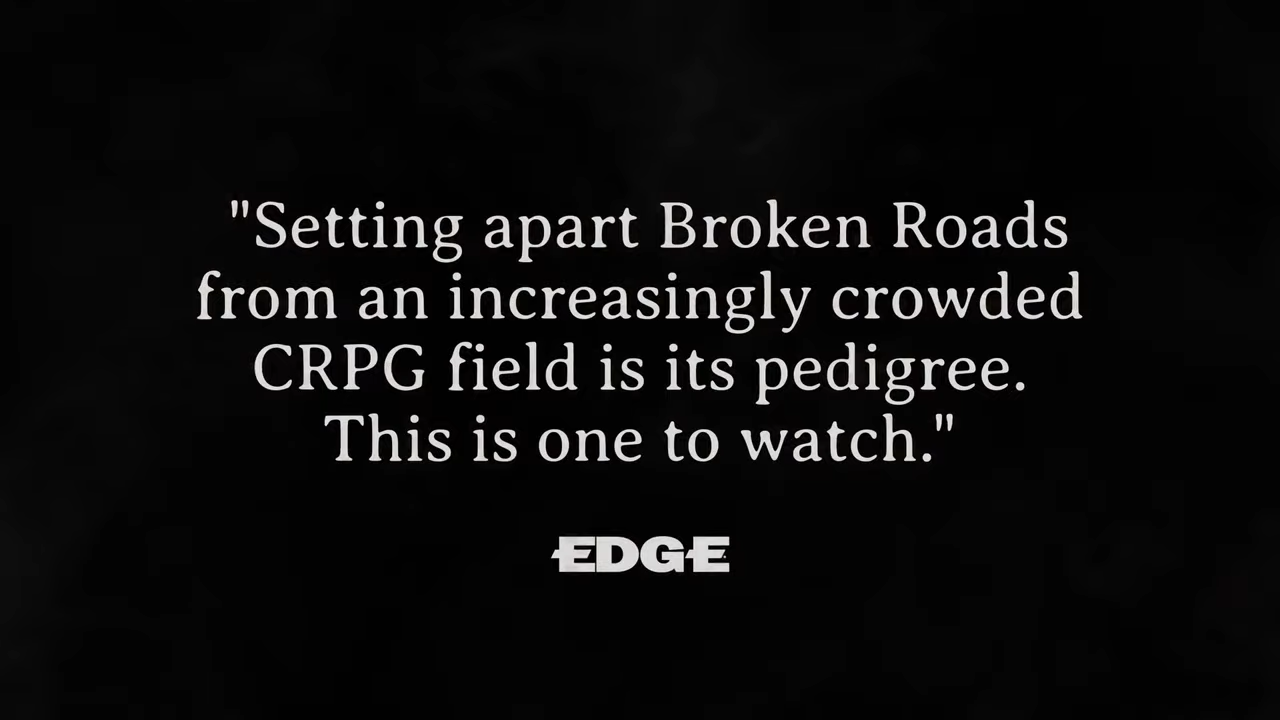 "Setting apart Broken Roads
from an increasingly crowded
CRPG field is its pedigree.
This is one to watch."
EDGE